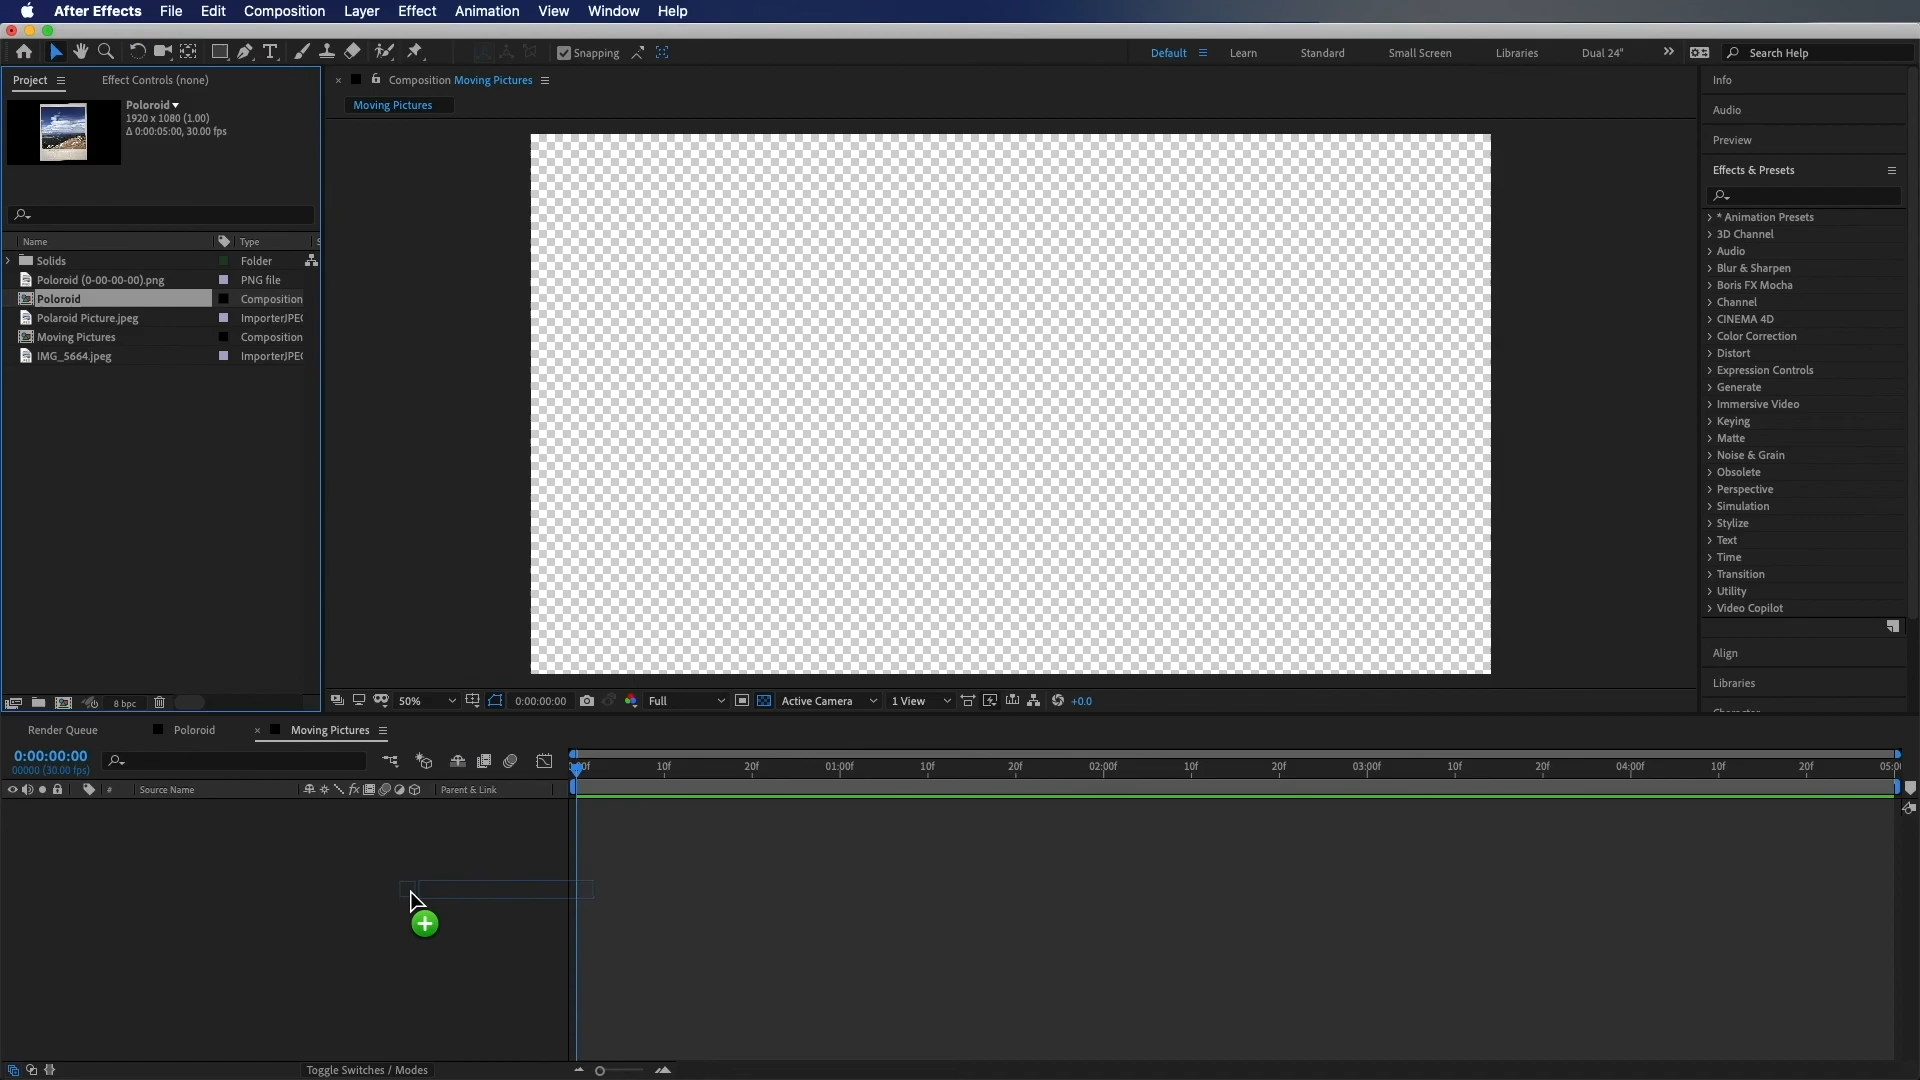 After Effects File Edit Composition Layer Effect Animation View Window Help
Snapping Default Learn Standard Small Screen Libraries Dual 24" Search Help
Project Effect Controls (none)
Poloroid
1920 x 1080 (1.00)
Δ 0:00:05:00, 30.00 fps
Name Type S
Solids Folder
Poloroid (0-00-00-00).png PNG file
Poloroid Composition
Polaroid Picture.jpeg ImporterJPEG
Moving Pictures Composition
IMG_5664.jpeg ImporterJPEG
8 bpc
Composition Moving Pictures
Moving Pictures
50% 0:00:00:00 Full Active Camera 1 View +0.0
Info
Audio
Preview
Effects & Presets
* Animation Presets
3D Channel
Audio
Blur & Sharpen
Boris FX Mocha
Channel
CINEMA 4D
Color Correction
Distort
Expression Controls
Generate
Immersive Video
Keying
Matte
Noise & Grain
Obsolete
Perspective
Simulation
Stylize
Text
Time
Transition
Utility
Video Copilot
Align
Libraries
Render Queue Poloroid Moving Pictures
0:00:00:00
00000 (30.00 fps)
10f 20f 01:00f 10f 20f 02:00f 10f 20f 03:00f 10f 20f 04:00f 10f 20f
# Source Name fx Parent & Link
Toggle Switches / Modes